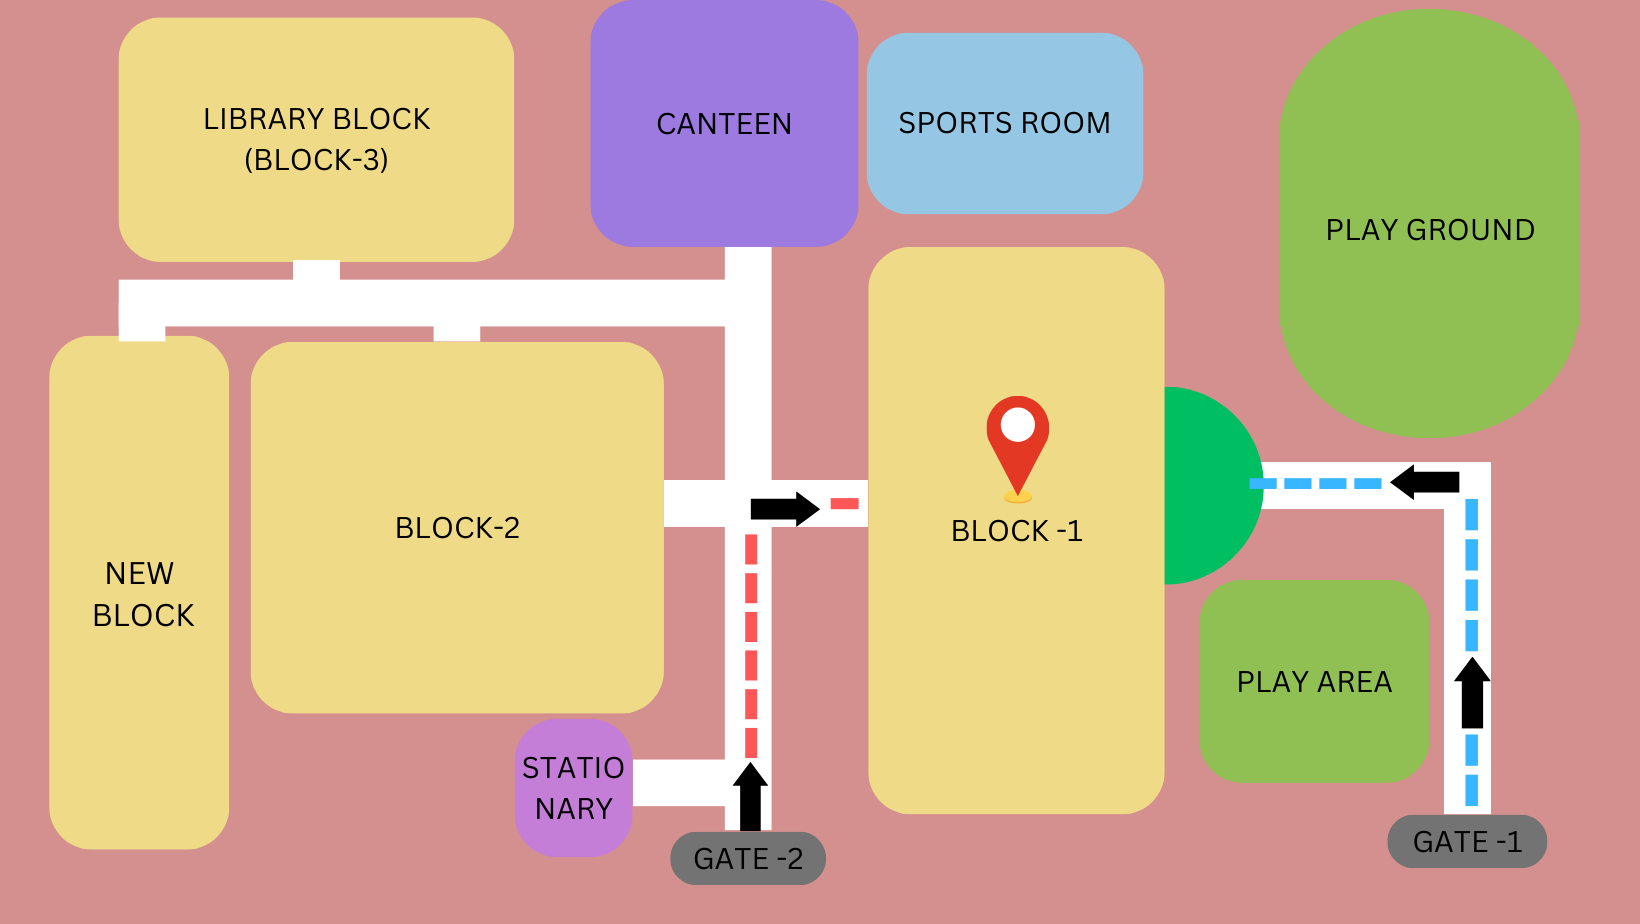 LIBRARY BLOCK
(BLOCK-3)
CANTEEN
SPORTS ROOM
PLAY GROUND
BLOCK-2
BLOCK -1
NEW
BLOCK
PLAY AREA
STATIO
NARY
GATE -2
GATE -1